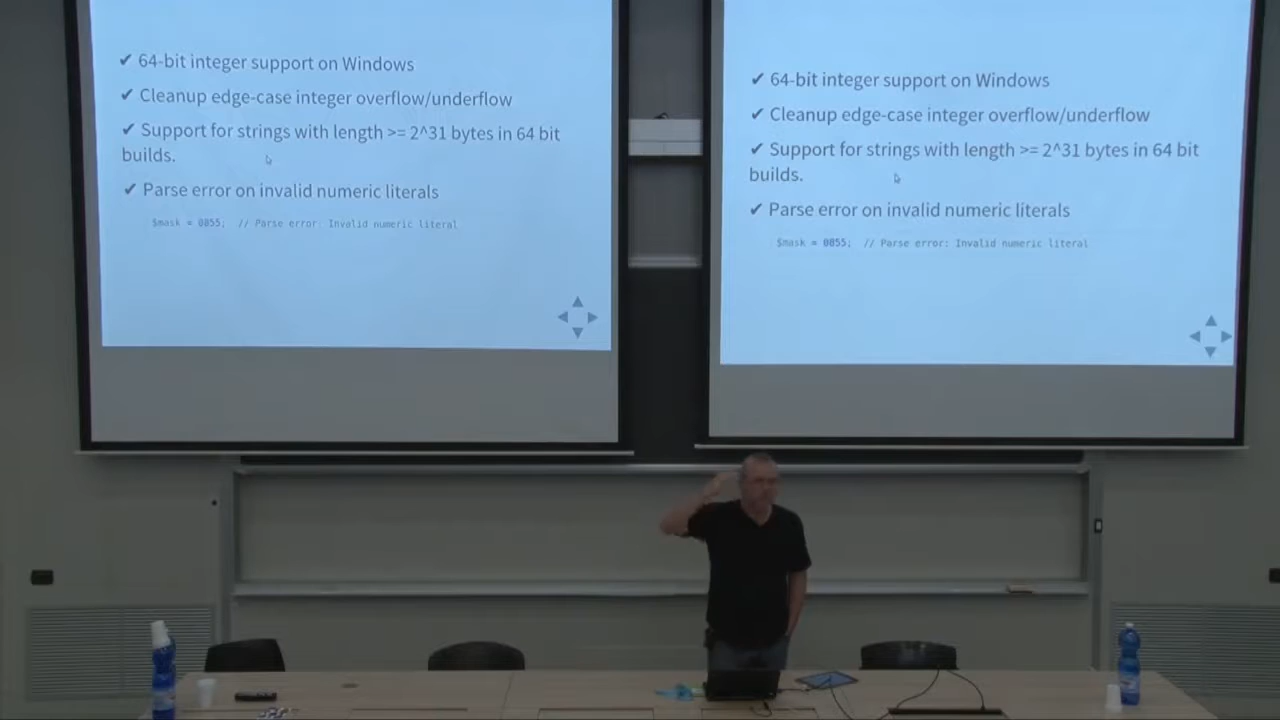 ✔ 64-bit integer support on Windows
✔ Cleanup edge-case integer overflow/underflow
✔ Support for strings with length >= 2^31 bytes in 64 bit
builds.
✔ Parse error on invalid numeric literals
$mask = 0855;  // Parse error: Invalid numeric literal
✔ 64-bit integer support on Windows
✔ Cleanup edge-case integer overflow/underflow
✔ Support for strings with length >= 2^31 bytes in 64 bit
builds.
✔ Parse error on invalid numeric literals
$mask = 0855;  // Parse error: Invalid numeric literal